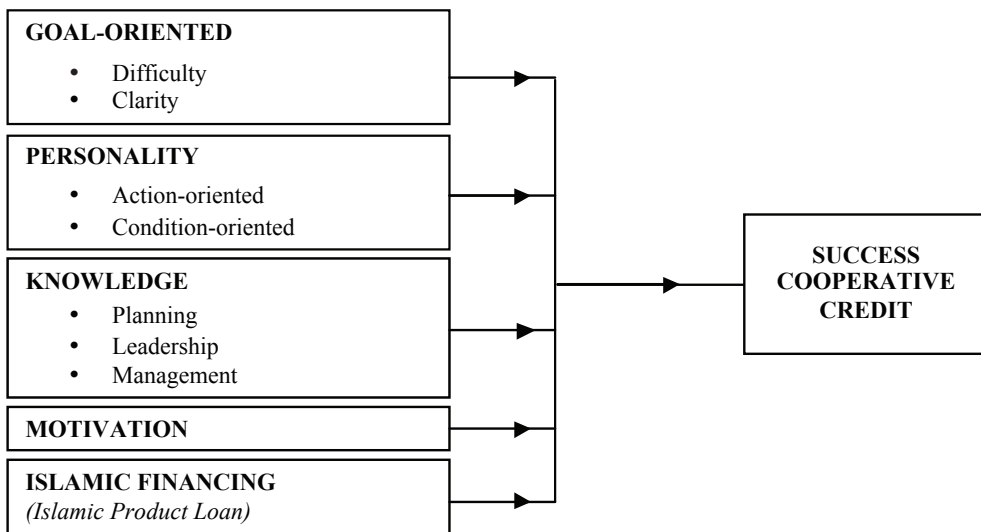 GOAL-ORIENTED
• Difficulty
• Clarity
PERSONALITY
• Action-oriented
• Condition-oriented
KNOWLEDGE
• Planning
• Leadership
• Management
MOTIVATION
ISLAMIC FINANCING
(Islamic Product Loan)
SUCCESS
COOPERATIVE
CREDIT